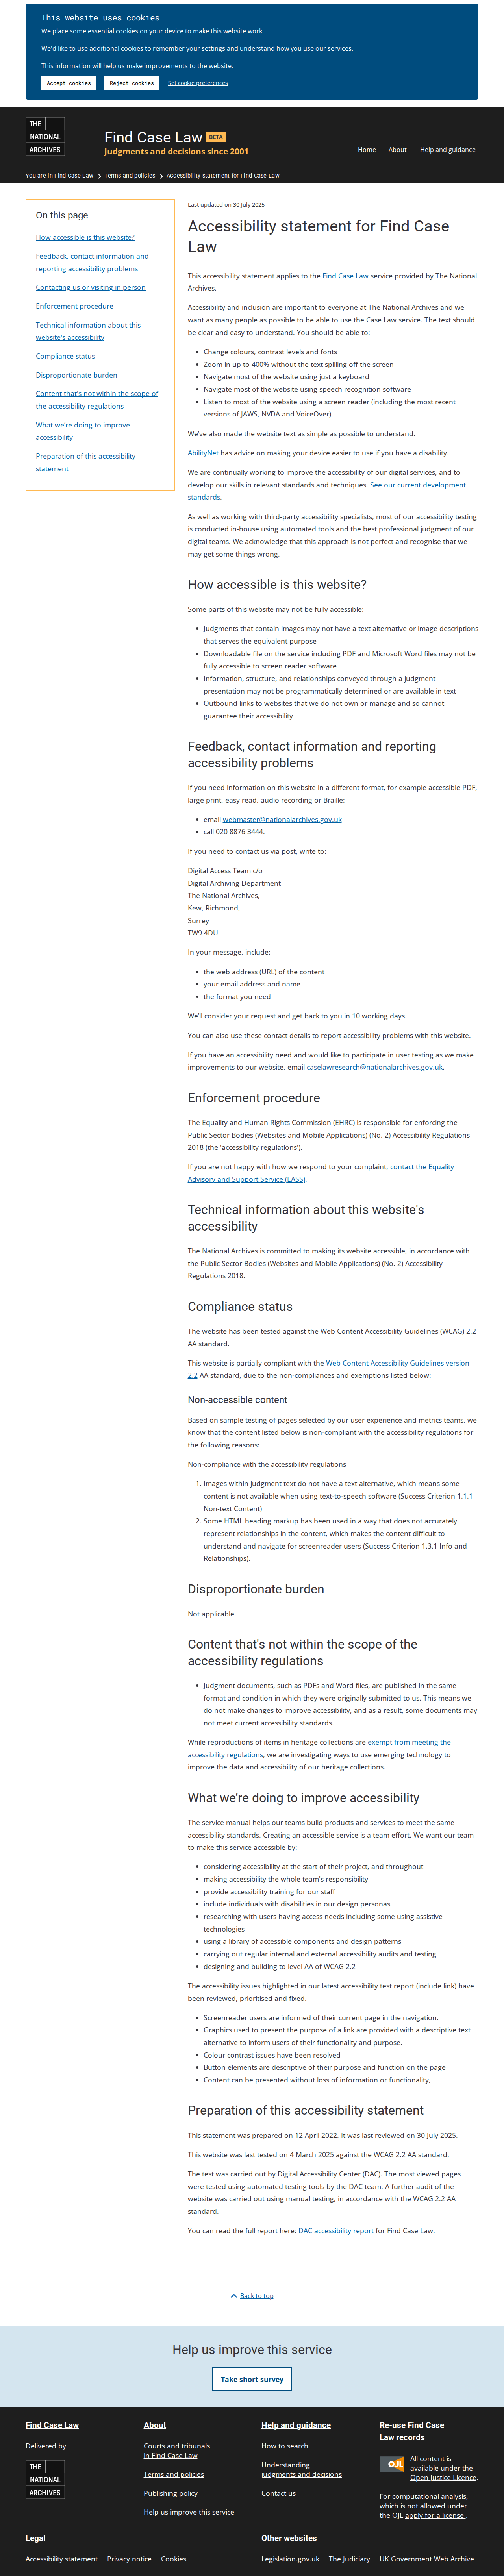 This website uses cookies
We place some essential cookies on your device to make this website work.
We'd like to use additional cookies to remember your settings and understand how you use our services.
This information will help us make improvements to the website.
Accept cookies Reject cookies Set cookie preferences
THE NATIONAL ARCHIVES
Find Case Law BETA
Judgments and decisions since 2001
Home About Help and guidance
You are in Find Case Law > Terms and policies > Accessibility statement for Find Case Law
On this page
How accessible is this website?
Feedback, contact information and
reporting accessibility problems
Contacting us or visiting in person
Enforcement procedure
Technical information about this
website's accessibility
Compliance status
Disproportionate burden
Content that's not within the scope of
the accessibility regulations
What we’re doing to improve
accessibility
Preparation of this accessibility
statement
Last updated on 30 July 2025
Accessibility statement for Find Case
Law
This accessibility statement applies to the Find Case Law service provided by The National
Archives.
Accessibility and inclusion are important to everyone at The National Archives and we
want as many people as possible to be able to use the Case Law service. The text should
be clear and easy to understand. You should be able to:
• Change colours, contrast levels and fonts
• Zoom in up to 400% without the text spilling off the screen
• Navigate most of the website using just a keyboard
• Navigate most of the website using speech recognition software
• Listen to most of the website using a screen reader (including the most recent
versions of JAWS, NVDA and VoiceOver)
We've also made the website text as simple as possible to understand.
AbilityNet has advice on making your device easier to use if you have a disability.
We are continually working to improve the accessibility of our digital services, and to
develop our skills in relevant standards and techniques. See our current development
standards.
As well as working with third-party accessibility specialists, most of our accessibility testing
is conducted in-house using automated tools and the best professional judgment of our
digital teams. We acknowledge that this approach is not perfect and recognise that we
may get some things wrong.
How accessible is this website?
Some parts of this website may not be fully accessible:
• Judgments that contain images may not have a text alternative or image descriptions
that serves the equivalent purpose
• Downloadable file on the service including PDF and Microsoft Word files may not be
fully accessible to screen reader software
• Information, structure, and relationships conveyed through a judgment
presentation may not be programmatically determined or are available in text
• Outbound links to websites that we do not own or manage and so cannot
guarantee their accessibility
Feedback, contact information and reporting
accessibility problems
If you need information on this website in a different format, for example accessible PDF,
large print, easy read, audio recording or Braille:
• email webmaster@nationalarchives.gov.uk
• call 020 8876 3444.
If you need to contact us via post, write to:
Digital Access Team c/o
Digital Archiving Department
The National Archives,
Kew, Richmond,
Surrey
TW9 4DU
In your message, include:
• the web address (URL) of the content
• your email address and name
• the format you need
We’ll consider your request and get back to you in 10 working days.
You can also use these contact details to report accessibility problems with this website.
If you have an accessibility need and would like to participate in user testing as we make
improvements to our website, email caselawresearch@nationalarchives.gov.uk.
Enforcement procedure
The Equality and Human Rights Commission (EHRC) is responsible for enforcing the
Public Sector Bodies (Websites and Mobile Applications) (No. 2) Accessibility Regulations
2018 (the 'accessibility regulations').
If you are not happy with how we respond to your complaint, contact the Equality
Advisory and Support Service (EASS).
Technical information about this website's
accessibility
The National Archives is committed to making its website accessible, in accordance with
the Public Sector Bodies (Websites and Mobile Applications) (No. 2) Accessibility
Regulations 2018.
Compliance status
The website has been tested against the Web Content Accessibility Guidelines (WCAG) 2.2
AA standard.
This website is partially compliant with the Web Content Accessibility Guidelines version
2.2 AA standard, due to the non-compliances and exemptions listed below:
Non-accessible content
Based on sample testing of pages selected by our user experience and metrics teams, we
know that the content listed below is non-compliant with the accessibility regulations for
the following reasons:
Non-compliance with the accessibility regulations
1. Images within judgment text do not have a text alternative, which means some
content is not available when using text-to-speech software (Success Criterion 1.1.1
Non-text Content)
2. Some HTML heading markup has been used in a way that does not accurately
represent relationships in the content, which makes the content difficult to
understand and navigate for screenreader users (Success Criterion 1.3.1 Info and
Relationships).
Disproportionate burden
Not applicable.
Content that's not within the scope of the
accessibility regulations
• Judgment documents, such as PDFs and Word files, are published in the same
format and condition in which they were originally submitted to us. This means we
do not make changes to improve accessibility, and as a result, some documents may
not meet current accessibility standards.
While reproductions of items in heritage collections are exempt from meeting the
accessibility regulations, we are investigating ways to use emerging technology to
improve the data and accessibility of our heritage collections.
What we’re doing to improve accessibility
The service manual helps our teams build products and services to meet the same
accessibility standards. Creating an accessible service is a team effort. We want our team
to make this service accessible by:
• considering accessibility at the start of their project, and throughout
• making accessibility the whole team's responsibility
• provide accessibility training for our staff
• include individuals with disabilities in our design personas
• researching with users having access needs including some using assistive
technologies
• using a library of accessible components and design patterns
• carrying out regular internal and external accessibility audits and testing
• designing and building to level AA of WCAG 2.2
The accessibility issues highlighted in our latest accessibility test report (include link) have
been reviewed, prioritised and fixed.
• Screenreader users are informed of their current page in the navigation.
• Graphics used to present the purpose of a link are provided with a descriptive text
alternative to inform users of their functionality and purpose.
• Colour contrast issues have been resolved
• Button elements are descriptive of their purpose and function on the page
• Content can be presented without loss of information or functionality,
Preparation of this accessibility statement
This statement was prepared on 12 April 2022. It was last reviewed on 30 July 2025.
This website was last tested on 4 March 2025 against the WCAG 2.2 AA standard.
The test was carried out by Digital Accessibility Center (DAC). The most viewed pages
were tested using automated testing tools by the DAC team. A further audit of the
website was carried out using manual testing, in accordance with the WCAG 2.2 AA
standard.
You can read the full report here: DAC accessibility report for Find Case Law.
Back to top
Help us improve this service
Take short survey
Find Case Law
Delivered by
THE NATIONAL ARCHIVES
About
Courts and tribunals
in Find Case Law
Terms and policies
Publishing policy
Help us improve this service
Help and guidance
How to search
Understanding
judgments and decisions
Contact us
Re-use Find Case
Law records
OJL
All content is
available under the
Open Justice Licence.
For computational analysis,
which is not allowed under
the OJL apply for a license .
Legal
Accessibility statement Privacy notice Cookies
Other websites
Legislation.gov.uk The Judiciary UK Government Web Archive